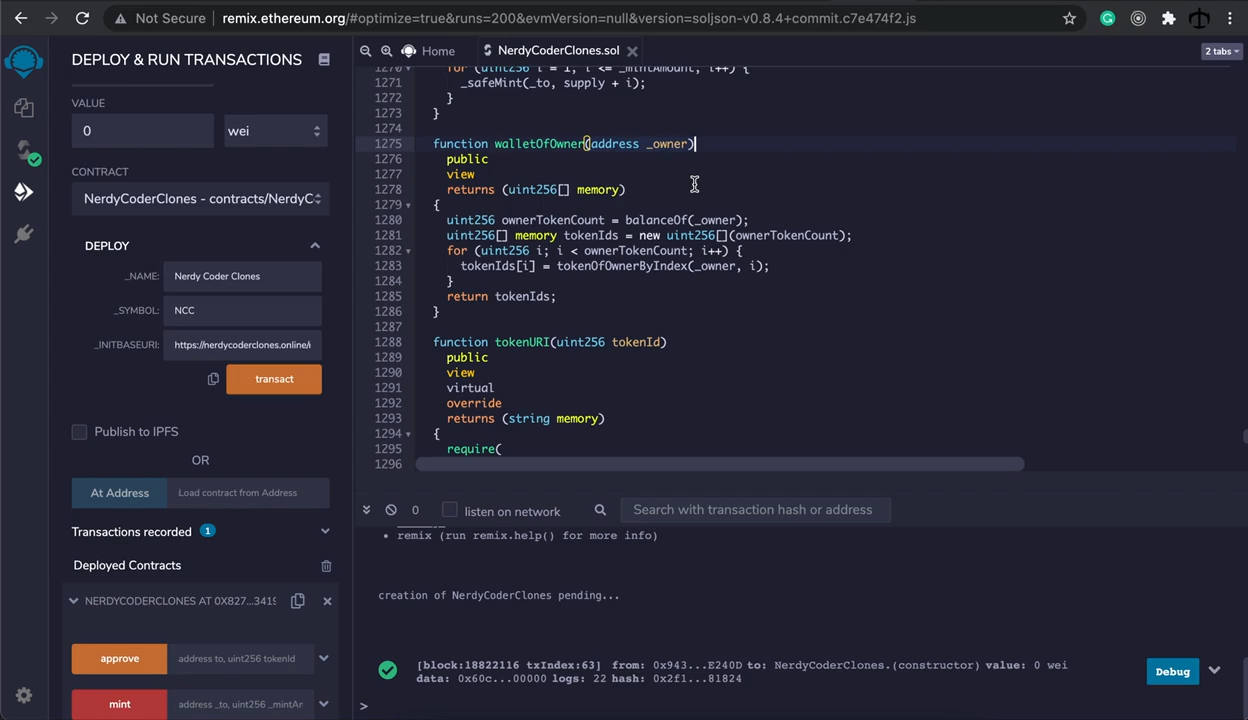 Not Secure
remix.ethereum.org/#optimize=true&runs=200&evmVersion=null&version=soljson-v0.8.4+commit.c7e474f2.js
DEPLOY & RUN TRANSACTIONS
Home
NerdyCoderClones.sol
2 tabs
VALUE
0
wei
CONTRACT
NerdyCoderClones - contracts/NerdyC
DEPLOY
_NAME:
Nerdy Coder Clones
_SYMBOL:
NCC
_INITBASEURI:
https://nerdycoderclones.online/
transact
Publish to IPFS
OR
At Address
Load contract from Address
Transactions recorded
1
Deployed Contracts
NERDYCODERCLONES AT 0X827...3419
approve
address to, uint256 tokenId
mint
address _to, uint256 _mintAr
1270 for (uint256 i = 1; i <= _mintAmount; i++) {
1271 _safeMint(_to, supply + i);
1272 }
1273 }
1274
1275 function walletOfOwner(address _owner)
1276 public
1277 view
1278 returns (uint256[] memory)
1279 {
1280 uint256 ownerTokenCount = balanceOf(_owner);
1281 uint256[] memory tokenIds = new uint256[](ownerTokenCount);
1282 for (uint256 i; i < ownerTokenCount; i++) {
1283 tokenIds[i] = tokenOfOwnerByIndex(_owner, i);
1284 }
1285 return tokenIds;
1286 }
1287
1288 function tokenURI(uint256 tokenId)
1289 public
1290 view
1291 virtual
1292 override
1293 returns (string memory)
1294 {
1295 require(
1296
0
listen on network
Search with transaction hash or address
• remix (run remix.help() for more info)
creation of NerdyCoderClones pending...
[block:18822116 txIndex:63] from: 0x943...E240D to: NerdyCoderClones.(constructor) value: 0 wei
data: 0x60c...00000 logs: 22 hash: 0x2f1...81824
Debug
>